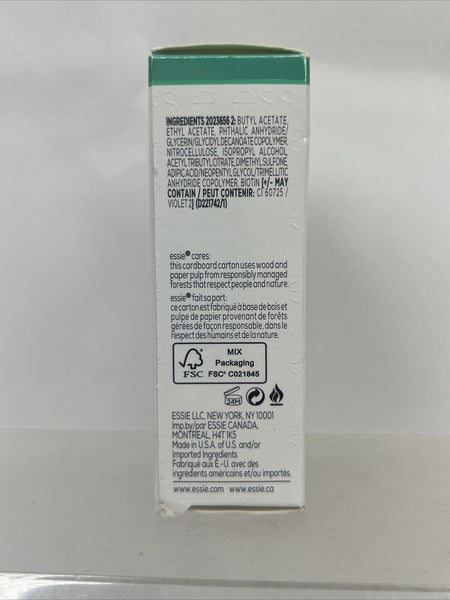 INGREDIENTS 2023656 2: BUTYL ACETATE,
ETHYL ACETATE, PHTHALIC ANHYDRIDE/
GLYCERIN/GLYCIDYL DECANOATE COPOLYMER,
NITROCELLULOSE, ISOPROPYL ALCOHOL,
ACETYL TRIBUTYL CITRATE, DIMETHYL SULFONE,
ADIPIC ACID/NEOPENTYL GLYCOL/TRIMELLITIC
ANHYDRIDE COPOLYMER, BIOTIN [+/- MAY
CONTAIN / PEUT CONTENIR: CI 60725 /
VIOLET 2] (D221742/1)
essie® cares:
this cardboard carton uses wood and
paper pulp from responsibly managed
forests that respect people and nature.
essie® fait sa part:
ce carton est fabriqué à base de bois et
pulpe de papier provenant de forêts
gérées de façon responsable, dans le
respect des humains et de la nature.
FSC
MIX
Packaging
FSC® C021845
24M
ESSIE LLC, NEW YORK, NY 10001
Imp.by/par ESSIE CANADA,
MONTRÉAL, H4T 1K5
Made in U.S.A. of U.S. and/or
Imported Ingredients
Fabriqué aux É.-U. avec des
ingrédients américains et/ou importés.
www.essie.com www.essie.ca